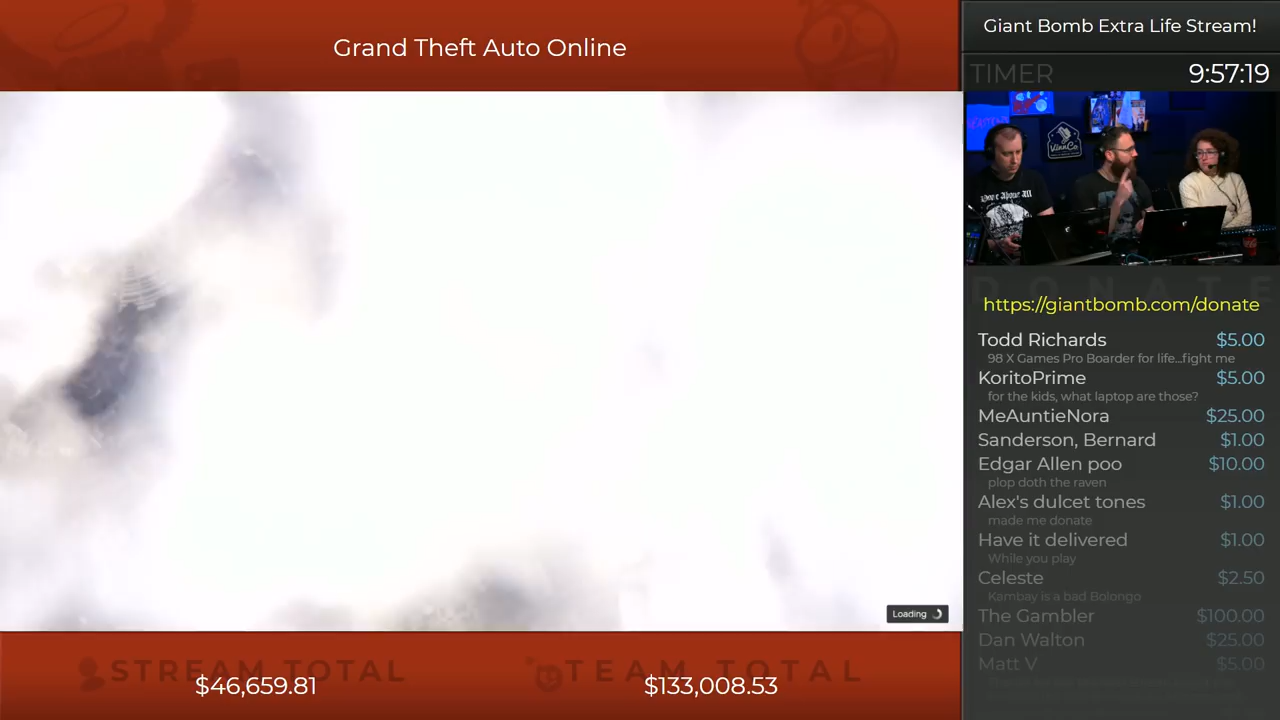 Grand Theft Auto Online
Giant Bomb Extra Life Stream!
TIMER
9:57:19
VinnCo
DONATE
https://giantbomb.com/donate
Todd Richards $5.00
98 X Games Pro Boarder for life...fight me
KoritoPrime $5.00
for the kids, what laptop are those?
MeAuntieNora $25.00
Sanderson, Bernard $1.00
Edgar Allen poo $10.00
plop doth the raven
Alex's dulcet tones $1.00
made me donate
Have it delivered $1.00
While you play
Celeste $2.50
Kambay is a bad Bolongo
The Gambler $100.00
Dan Walton $25.00
Matt V $5.00
Loading
STREAM TOTAL
$46,659.81
TEAM TOTAL
$133,008.53